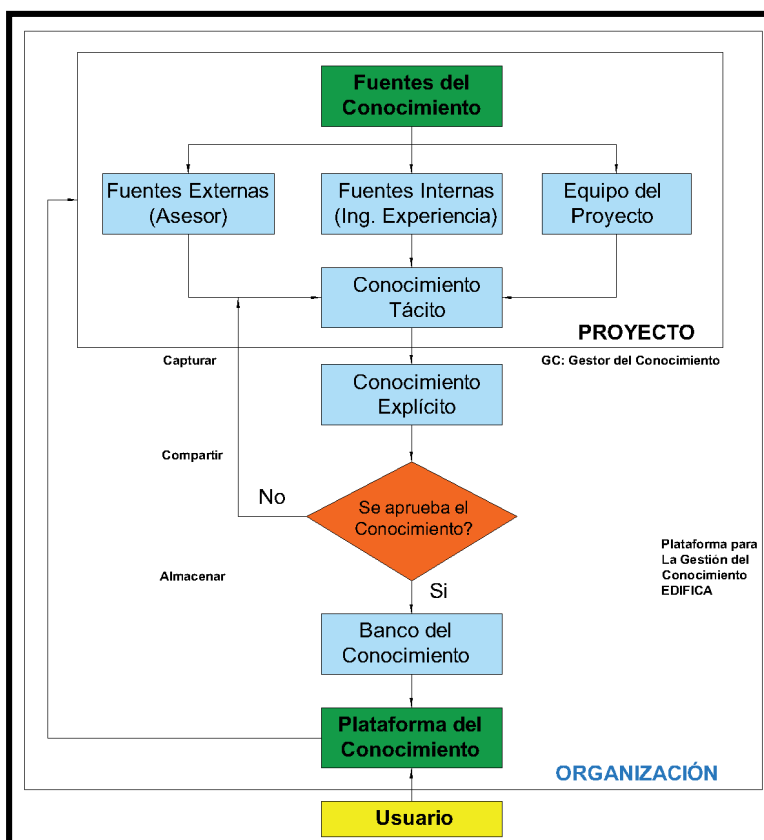 Fuentes del
Conocimiento
Fuentes Externas
(Asesor)
Fuentes Internas
(Ing. Experiencia)
Equipo del
Proyecto
Conocimiento
Tácito
PROYECTO
Capturar
GC: Gestor del Conocimiento
Conocimiento
Explícito
Compartir
No
Se aprueba el
Conocimiento?
Plataforma para
La Gestión del
Conocimiento
EDIFICA
Almacenar
Si
Banco del
Conocimiento
Plataforma del
Conocimiento
ORGANIZACIÓN
Usuario